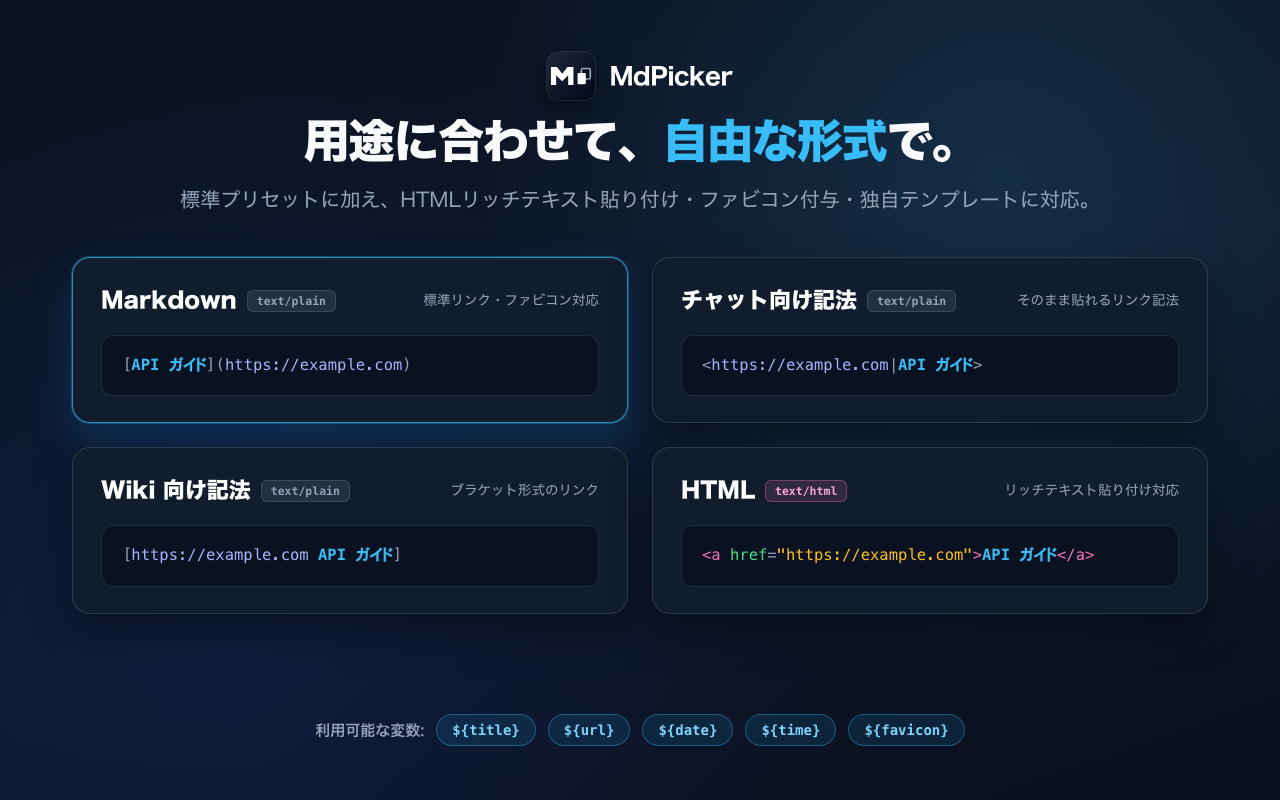 MdPicker
用途に合わせて、自由な形式で。
標準プリセットに加え、HTMLリッチテキスト貼り付け・ファビコン付与・独自テンプレートに対応。
Markdown text/plain 標準リンク・ファビコン対応
[API ガイド](https://example.com)
チャット向け記法 text/plain そのまま貼れるリンク記法
<https://example.com|API ガイド>
Wiki 向け記法 text/plain ブラケット形式のリンク
[https://example.com API ガイド]
HTML text/html リッチテキスト貼り付け対応
<a href="https://example.com">API ガイド</a>
利用可能な変数: ${title} ${url} ${date} ${time} ${favicon}